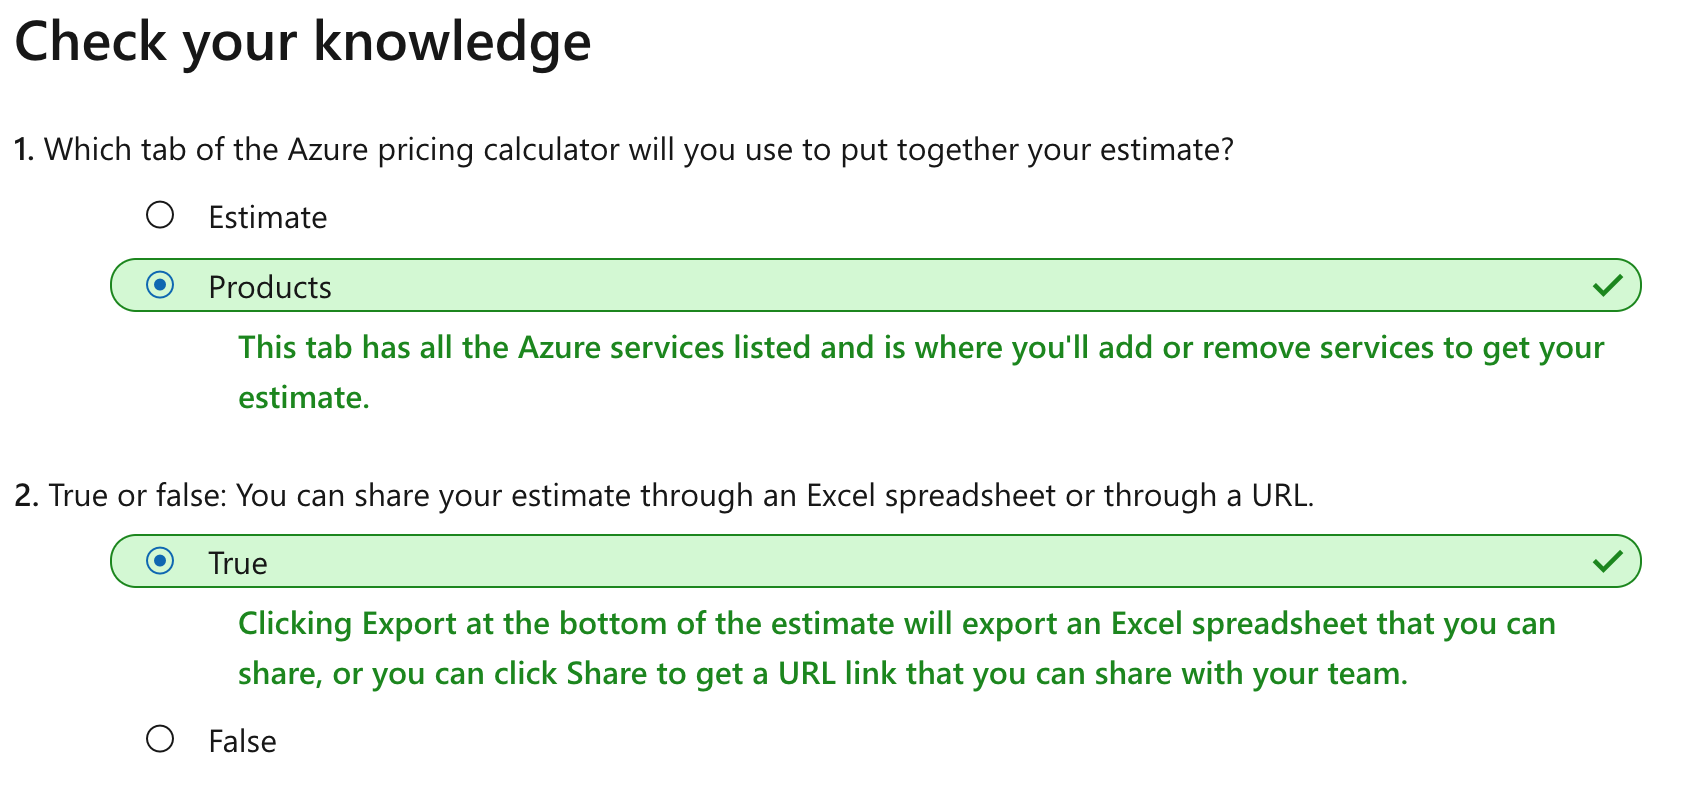 Check your knowledge
1. Which tab of the Azure pricing calculator will you use to put together your estimate?
Estimate
Products
This tab has all the Azure services listed and is where you'll add or remove services to get your
estimate.
2. True or false: You can share your estimate through an Excel spreadsheet or through a URL.
True
Clicking Export at the bottom of the estimate will export an Excel spreadsheet that you can
share, or you can click Share to get a URL link that you can share with your team.
False